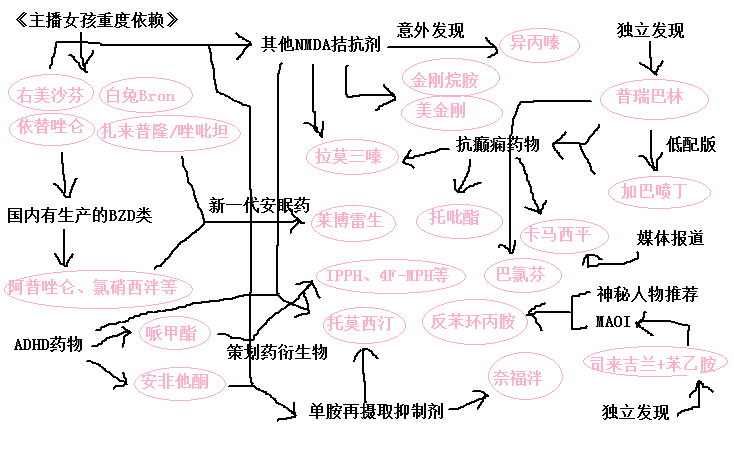 《主播女孩重度依赖》
其他NMDA拮抗剂
意外发现
异丙嗪
独立发现
右美沙芬
白兔Bron
金刚烷胺
美金刚
普瑞巴林
依替唑仑
扎来普隆/唑吡坦
拉莫三嗪
抗癫痫药物
低配版
加巴喷丁
国内有生产的BZD类
新一代安眠药
莱博雷生
托吡酯
卡马西平
媒体报道
阿普唑仑、氯硝西泮等
IPPH、4F-MPH等
巴氯芬
神秘人物推荐
ADHD药物
哌甲酯
策划药衍生物
托莫西汀
反苯环丙胺
MAOI
司来吉兰+苯乙胺
安非他酮
单胺再摄取抑制剂
奈福泮
独立发现